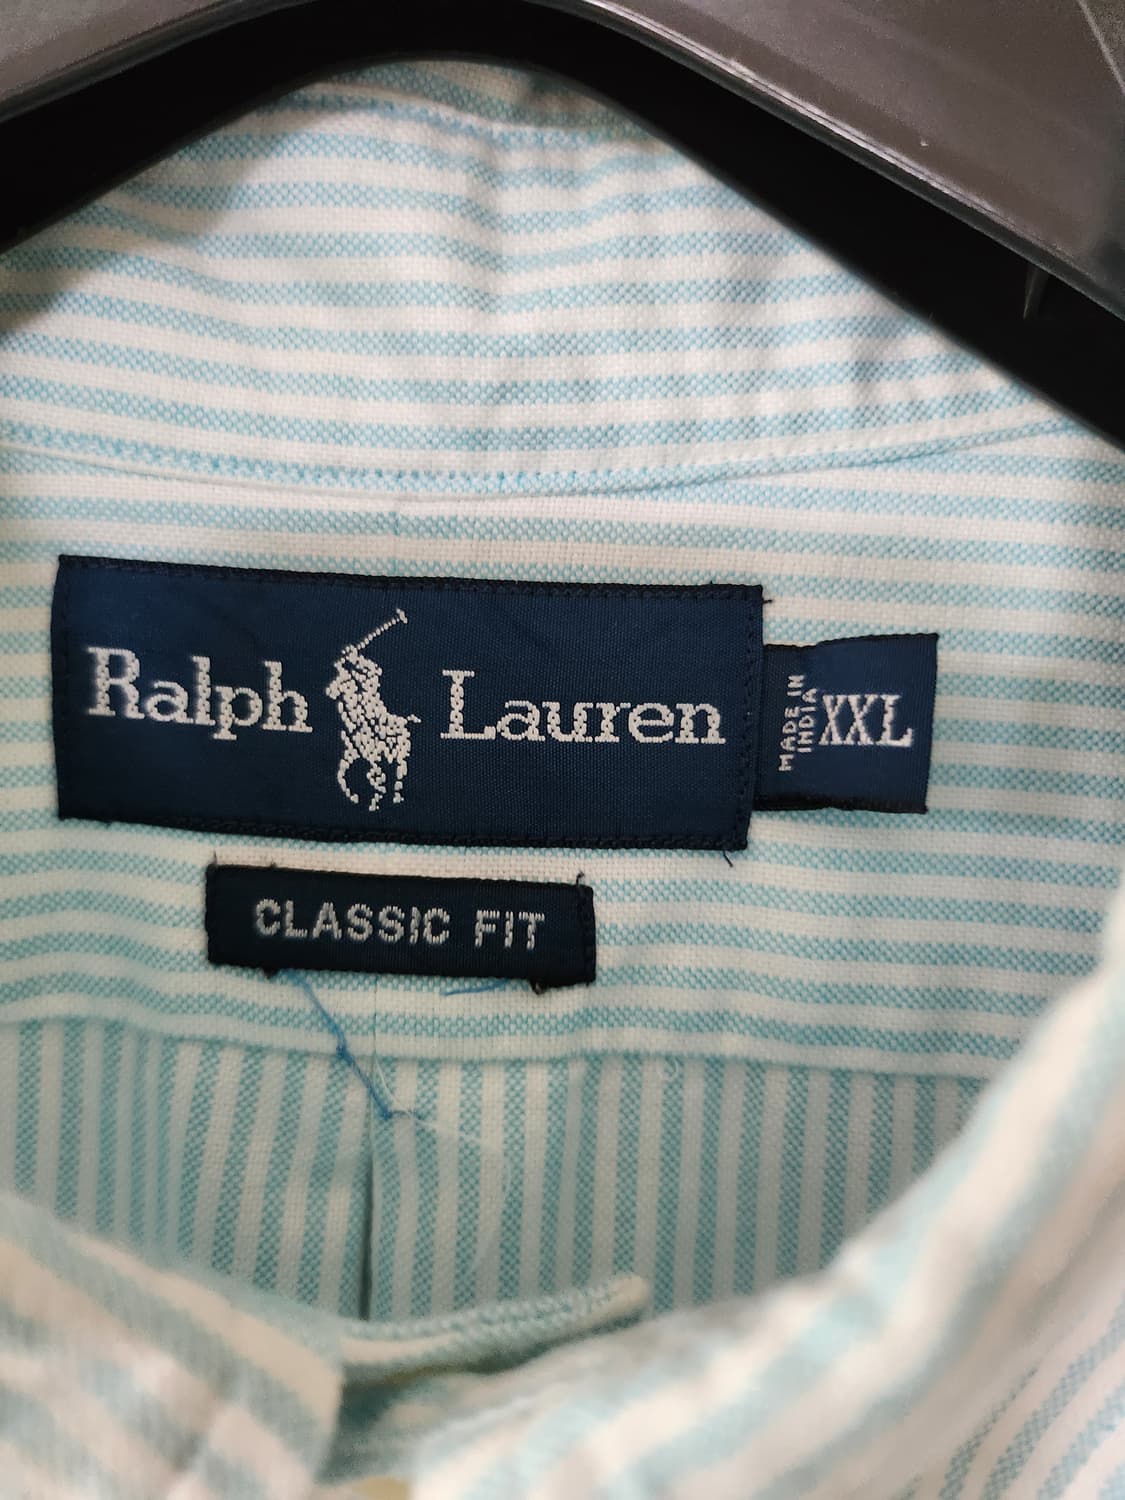 Ralph Lauren
MADE IN
INDIA
XXL
CLASSIC FIT